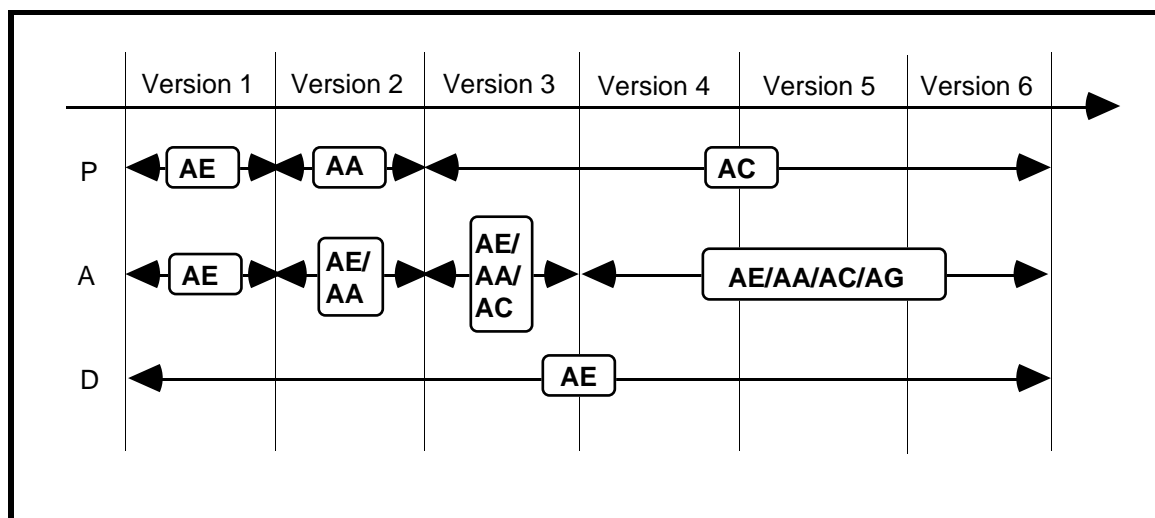 Version 1 Version 2 Version 3 Version 4 Version 5 Version 6
P AE AA AC
A AE AE/ AA AE/ AA/ AC AE/AA/AC/AG
D AE